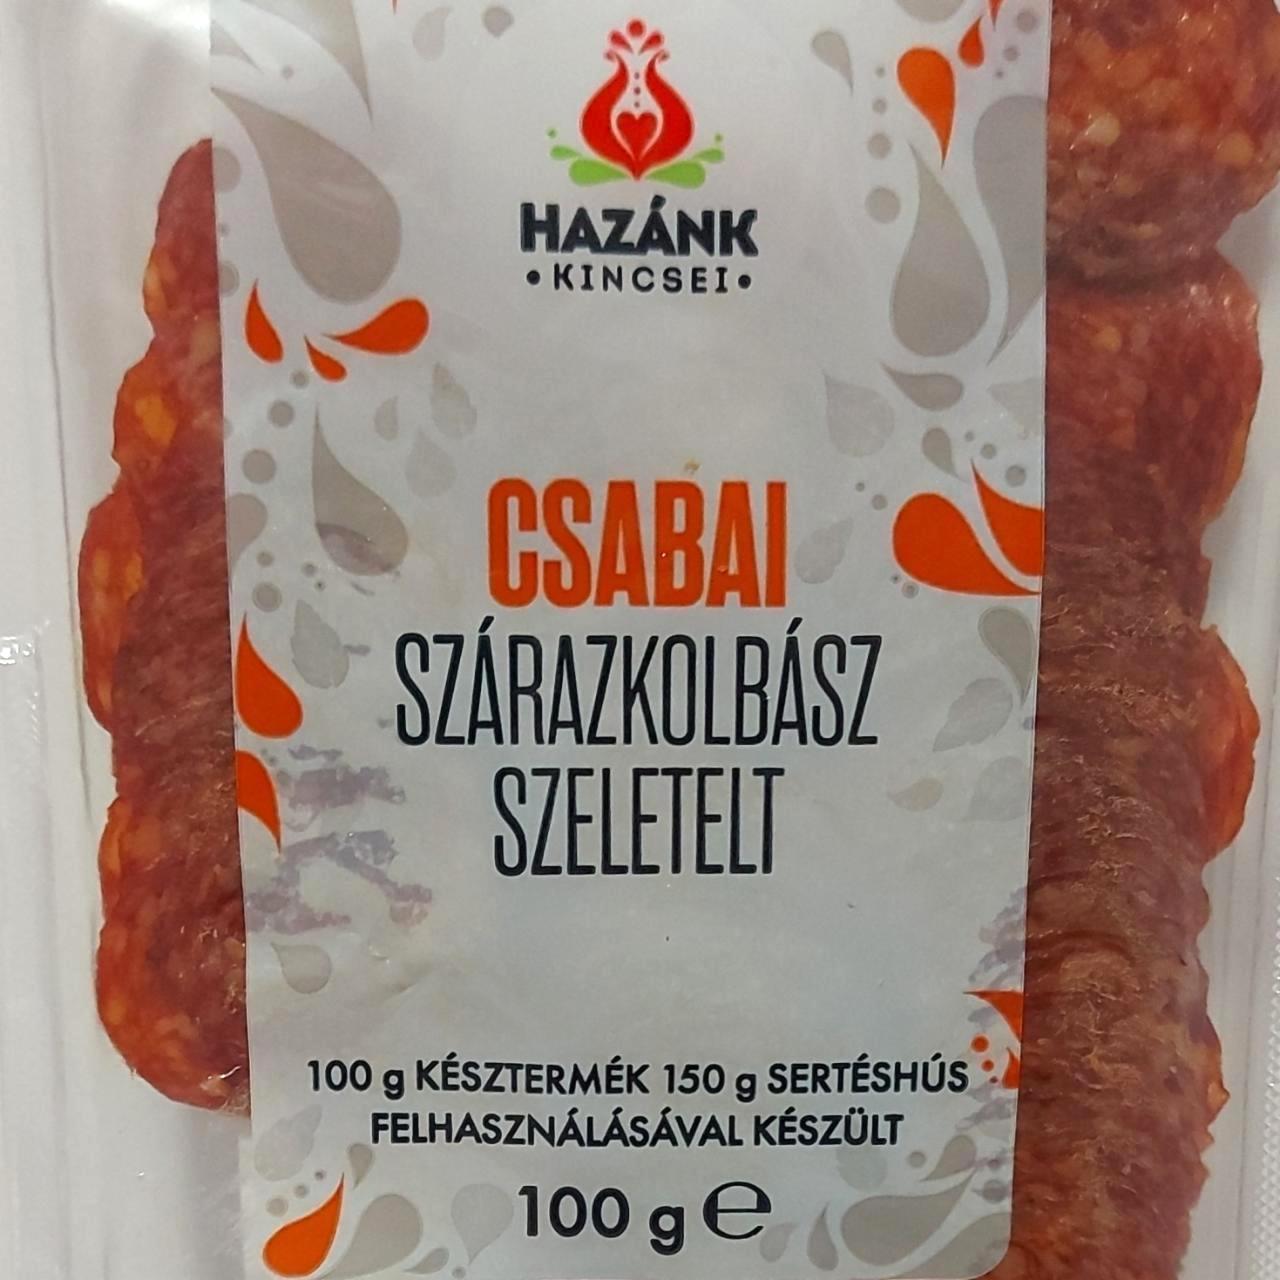 HAZÁNK
•KINCSEI•
CSABAI
SZÁRAZKOLBÁSZ
SZELETELT
100 g KÉSZTERMÉK 150 g SERTÉSHÚS
FELHASZNÁLÁSÁVAL KÉSZÜLT
100 g ℮